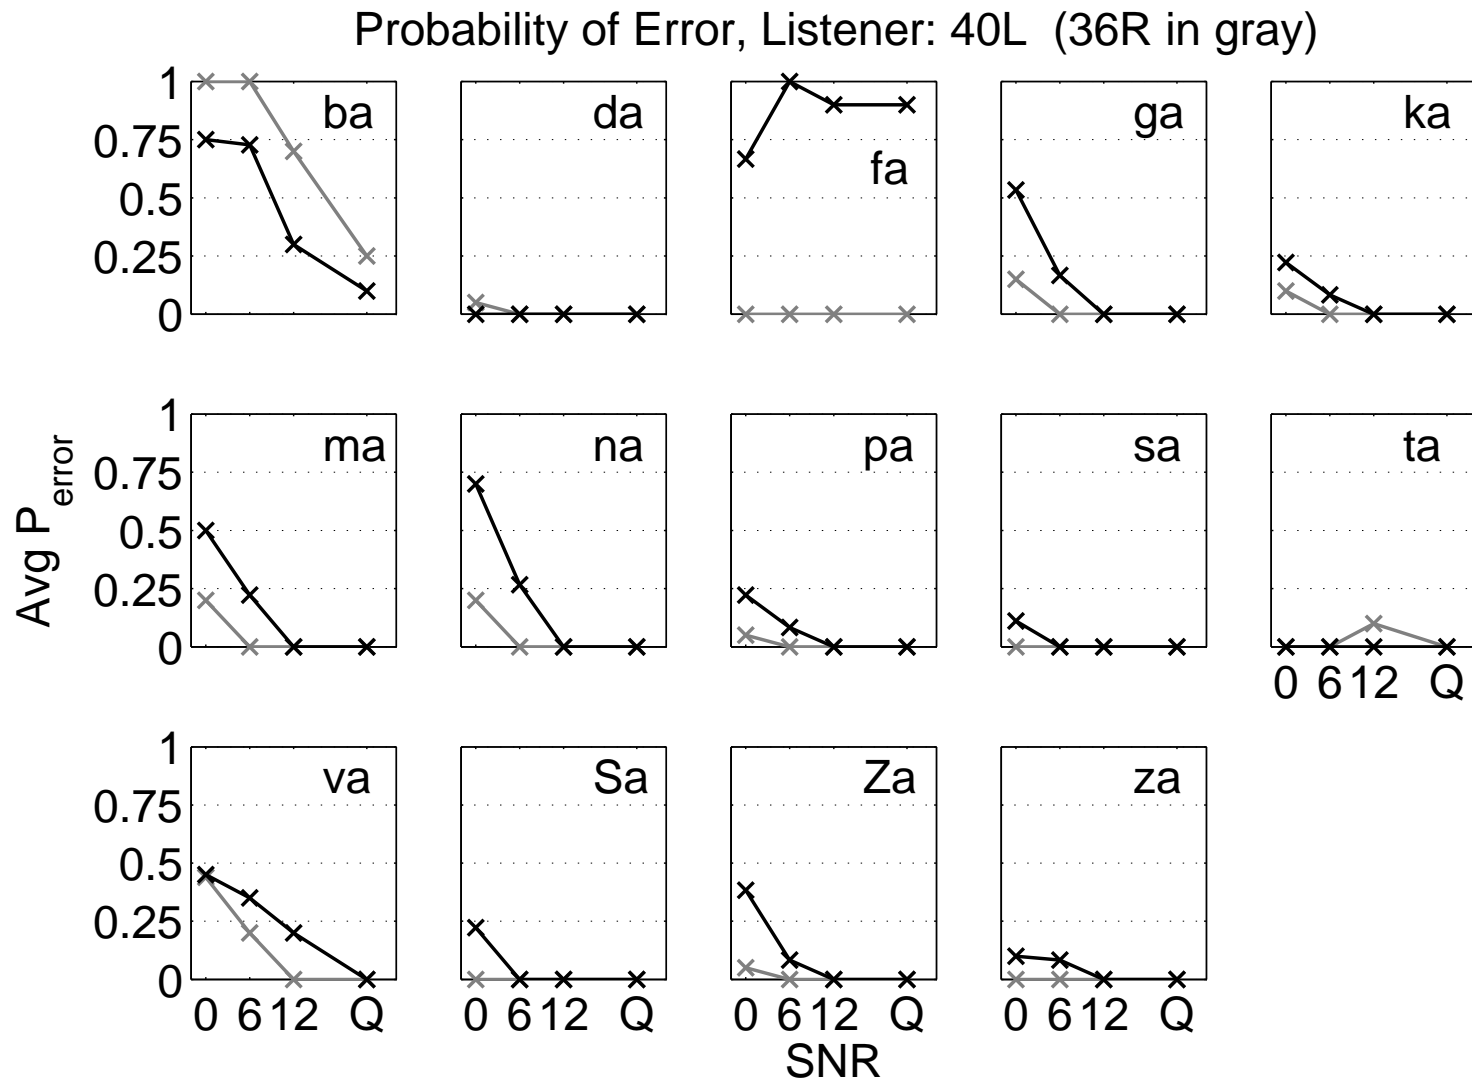 Probability of Error, Listener: 40L (36R in gray)
1
0.75
0.5
0.25
0
ba
da
fa
ga
ka
Avg P_error
1
0.75
0.5
0.25
0
ma
na
pa
sa
ta
0 6 12 Q
1
0.75
0.5
0.25
0
va
Sa
Za
za
0 6 12 Q
0 6 12 Q
0 6 12 Q
0 6 12 Q
SNR